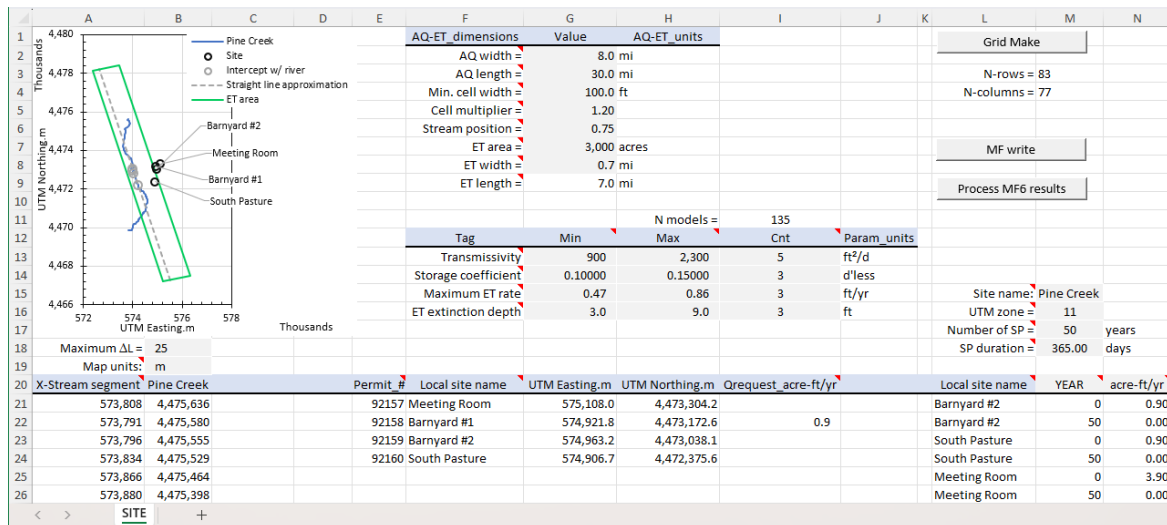 A B C D E F G H I J K L M N
1 AQ-ET_dimensions Value AQ-ET_units Grid Make
2 AQ width = 8.0 mi
3 AQ length = 30.0 mi N-rows = 83
4 Min. cell width = 100.0 ft N-columns = 77
5 Cell multiplier = 1.20
6 Stream position = 0.75
7 ET area = 3,000 acres MF write
8 ET width = 0.7 mi
9 ET length = 7.0 mi Process MF6 results
10
11 N models = 135
12 Tag Min Max Cnt Param_units
13 Transmissivity 900 2,300 5 ft²/d
14 Storage coefficient 0.10000 0.15000 3 d'less
15 Maximum ET rate 0.47 0.86 3 ft/yr Site name: Pine Creek
16 ET extinction depth 3.0 9.0 3 ft UTM zone = 11
17 Number of SP = 50 years
18 Maximum ΔL = 25 SP duration = 365.00 days
19 Map units: m
20 X-Stream segment Pine Creek Permit_# Local site name UTM Easting.m UTM Northing.m Qrequest_acre-ft/yr Local site name YEAR acre-ft/yr
21 573,808 4,475,636 92157 Meeting Room 575,108.0 4,473,304.2 Barnyard #2 0 0.90
22 573,791 4,475,580 92158 Barnyard #1 574,921.8 4,473,172.6 0.9 Barnyard #2 50 0.00
23 573,796 4,475,555 92159 Barnyard #2 574,963.2 4,473,038.1 South Pasture 0 0.90
24 573,834 4,475,529 92160 South Pasture 574,906.7 4,472,375.6 South Pasture 50 0.00
25 573,866 4,475,464 Meeting Room 0 3.90
26 573,880 4,475,398 Meeting Room 50 0.00
4,480
4,478
4,476
4,474
4,472
4,470
4,468
4,466
572 574 576 578
Thousands
UTM Northing.m
UTM Easting.m
Thousands
Pine Creek
Site
Intercept w/ river
Straight line approximation
ET area
Barnyard #2
Meeting Room
Barnyard #1
South Pasture
SITE